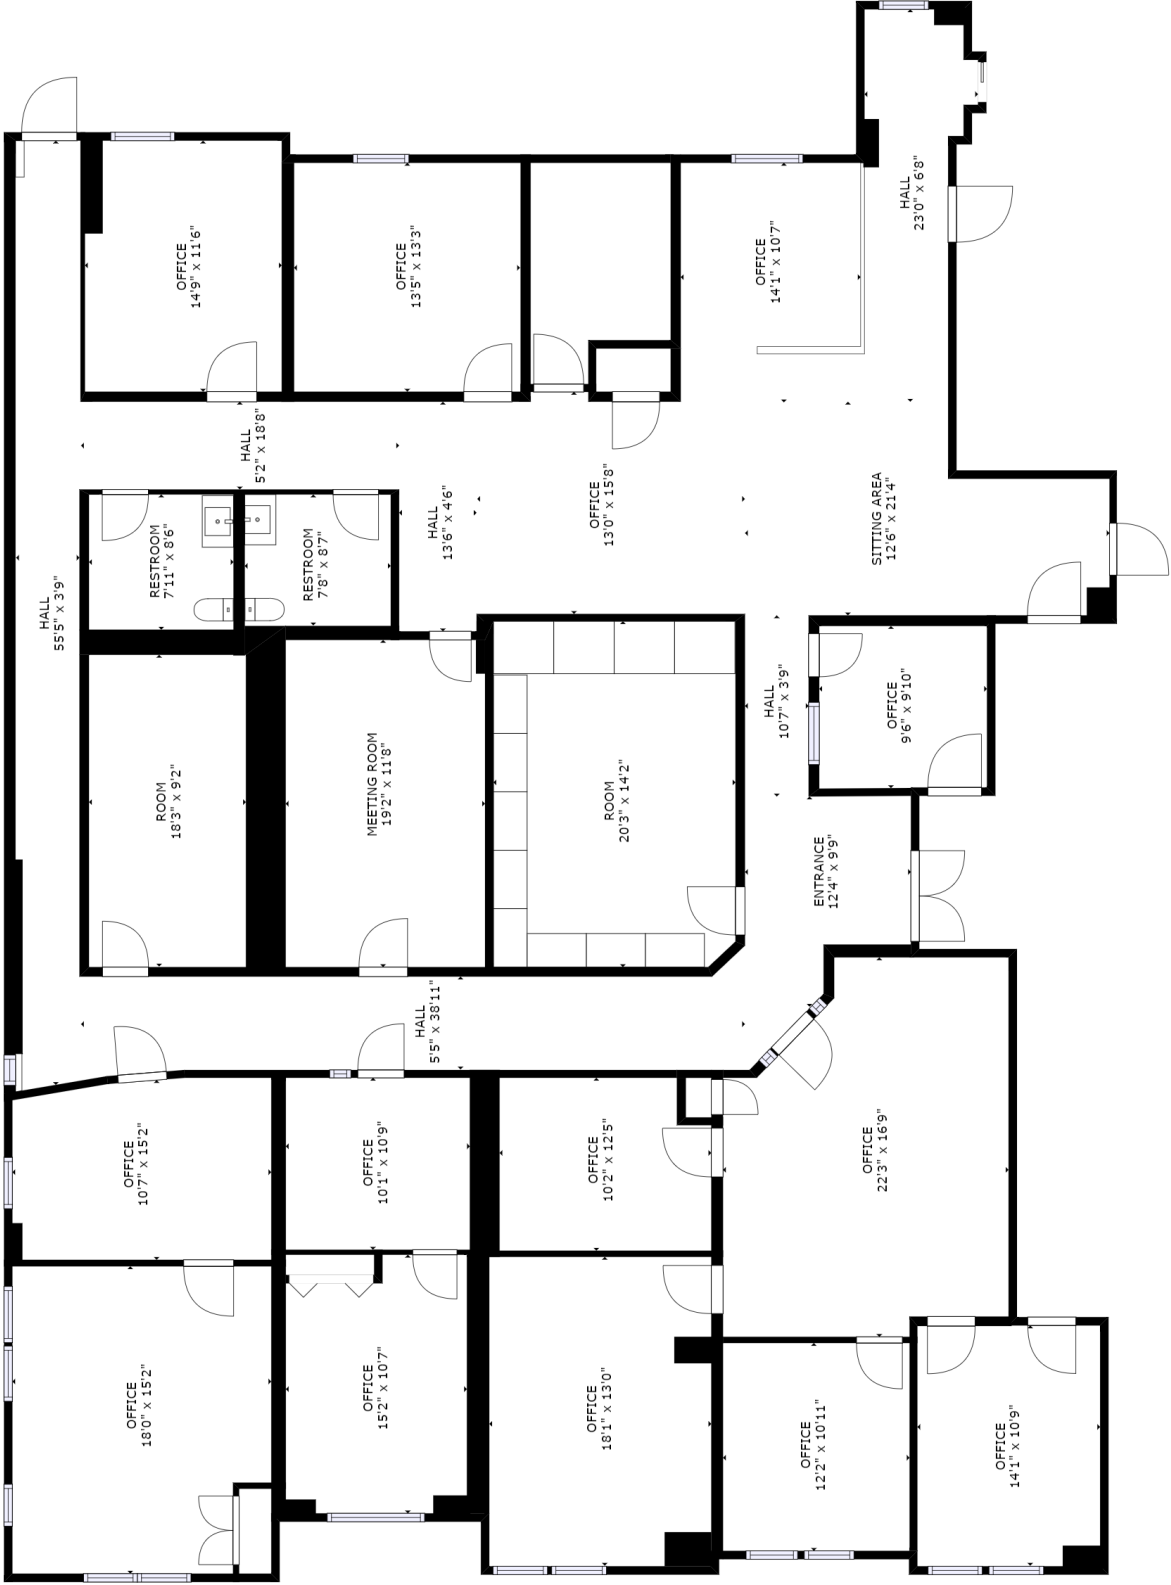 HALL
23'0" x 6'8"
OFFICE
14'9" x 11'6"
OFFICE
13'5" x 13'3"
OFFICE
14'1" x 10'7"
HALL
5'2" x 18'8"
HALL
13'6" x 4'6"
OFFICE
13'0" x 15'8"
SITTING AREA
12'6" x 21'4"
RESTROOM
7'11" x 8'6"
RESTROOM
7'8" x 8'7"
HALL
55'5" x 3'9"
HALL
10'7" x 3'9"
OFFICE
9'6" x 9'10"
ROOM
18'3" x 9'2"
MEETING ROOM
19'2" x 11'8"
ROOM
20'3" x 14'2"
ENTRANCE
12'4" x 9'9"
HALL
5'5" x 38'11"
OFFICE
10'7" x 15'2"
OFFICE
10'1" x 10'9"
OFFICE
10'2" x 12'5"
OFFICE
22'3" x 16'9"
OFFICE
18'0" x 15'2"
OFFICE
15'2" x 10'7"
OFFICE
18'1" x 13'0"
OFFICE
12'2" x 10'11"
OFFICE
14'1" x 10'9"